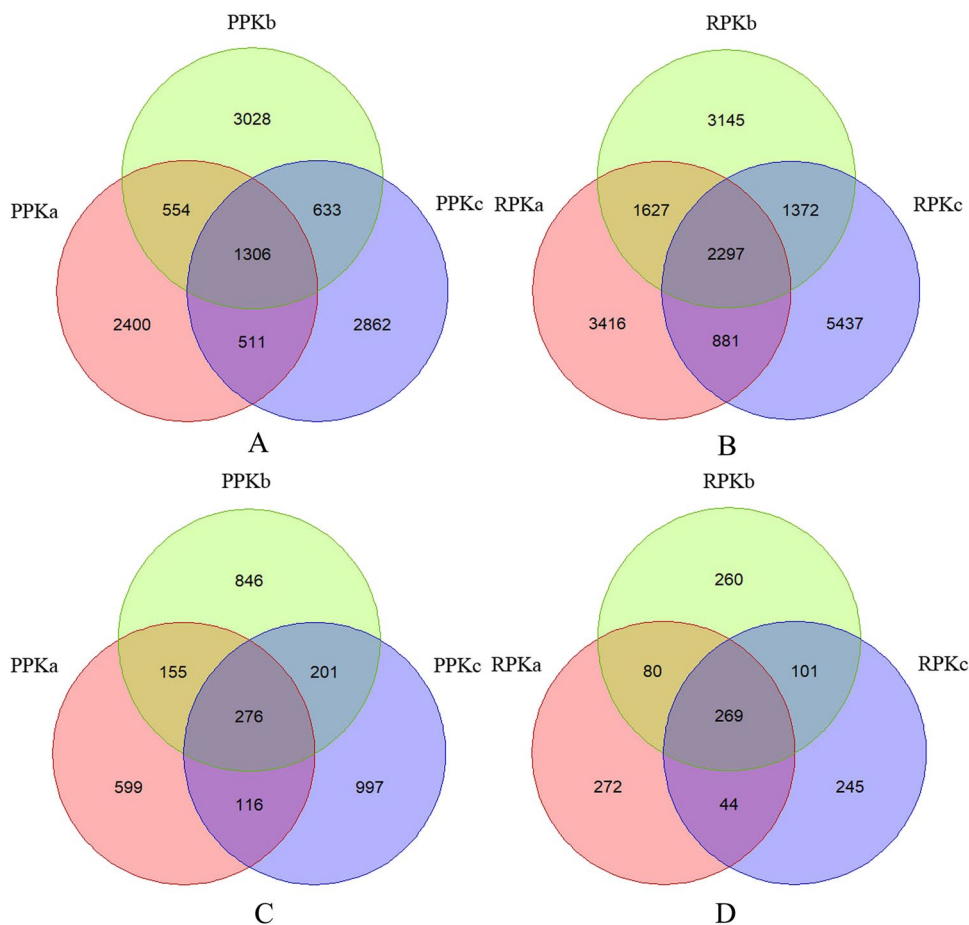 PPKb
3028
PPKa
554
633
PPKc
1306
2400
511
2862
A
RPKb
3145
RPKa
1627
1372
RPKc
2297
3416
881
5437
B
PPKb
846
PPKa
155
201
PPKc
276
599
116
997
C
RPKb
260
RPKa
80
101
RPKc
269
272
44
245
D